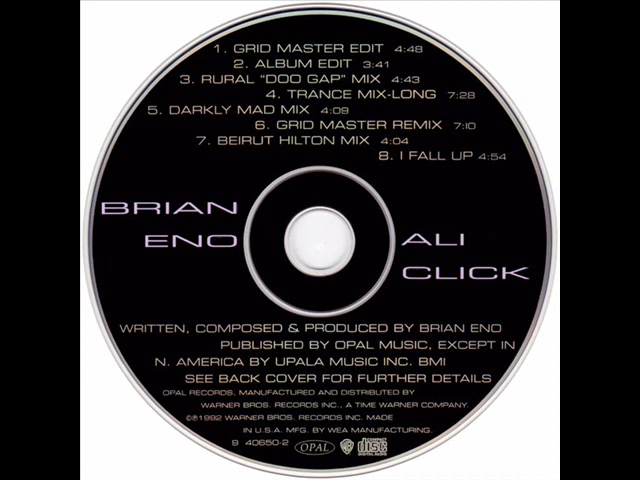 1. GRID MASTER EDIT 4:48
2. ALBUM EDIT 3:41
3. RURAL "DOO GAP" MIX 4:43
4. TRANCE MIX-LONG 7:28
5. DARKLY MAD MIX 4:09
6. GRID MASTER REMIX 7:10
7. BEIRUT HILTON MIX 4:04
8. I FALL UP 4:54
BRIAN
ENO
ALI
CLICK
WRITTEN, COMPOSED & PRODUCED BY BRIAN ENO
PUBLISHED BY OPAL MUSIC, EXCEPT IN
N. AMERICA BY UPALA MUSIC INC. BMI
SEE BACK COVER FOR FURTHER DETAILS
OPAL RECORDS, MANUFACTURED AND DISTRIBUTED BY
WARNER BROS. RECORDS INC., A TIME WARNER COMPANY.
©℗1992 WARNER BROS. RECORDS INC. MADE
IN U.S.A. MFG. BY WEA MANUFACTURING.
9 40650-2 OPAL WB COMPACT disc DIGITAL AUDIO